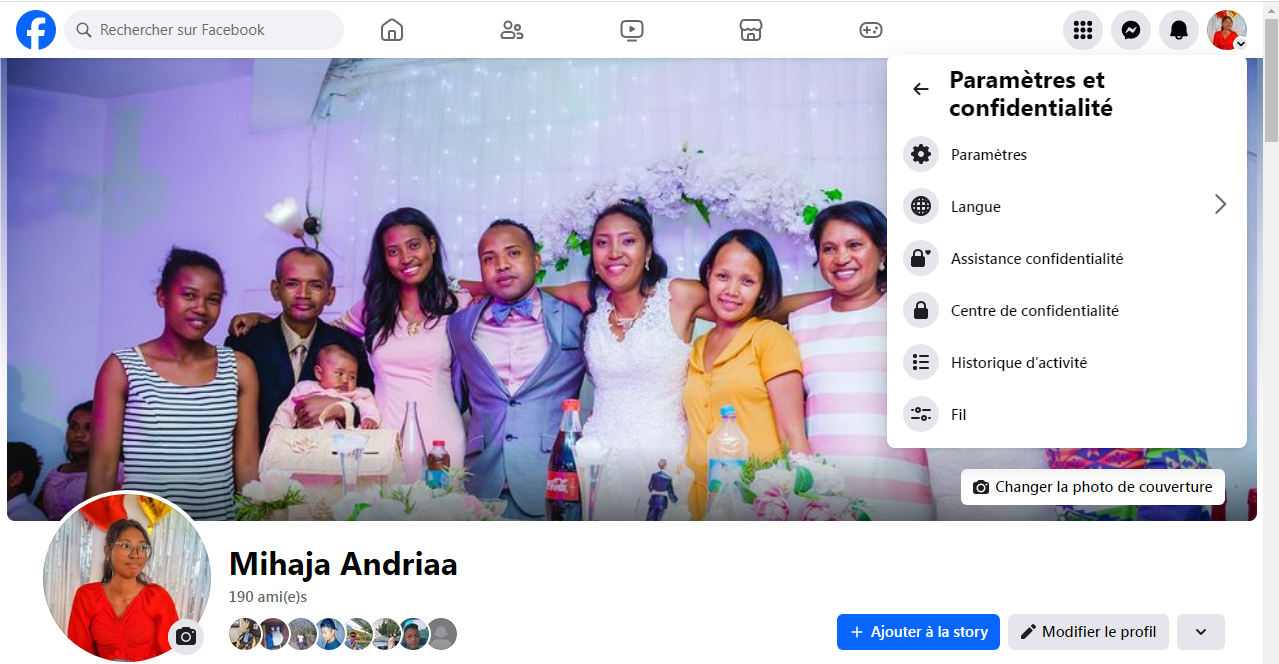 Rechercher sur Facebook
Paramètres et
confidentialité
Paramètres
Langue
Assistance confidentialité
Centre de confidentialité
Historique d’activité
Fil
Changer la photo de couverture
Mihaja Andriaa
190 ami(e)s
Ajouter à la story
Modifier le profil